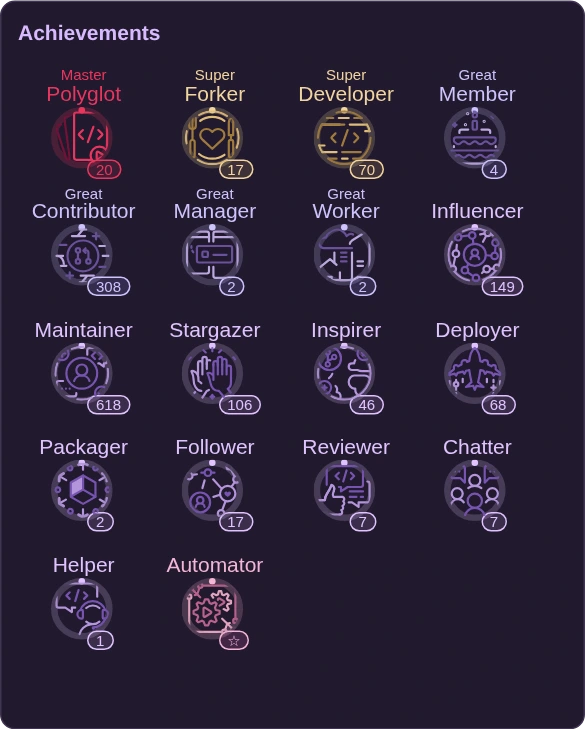 Achievements
Master
Polyglot
20
Super
Forker
17
Super
Developer
70
Great
Member
4
Great
Contributor
308
Great
Manager
2
Great
Worker
2
Influencer
149
Maintainer
618
Stargazer
106
Inspirer
46
Deployer
68
Packager
2
Follower
17
Reviewer
7
Chatter
7
Helper
1
Automator
☆